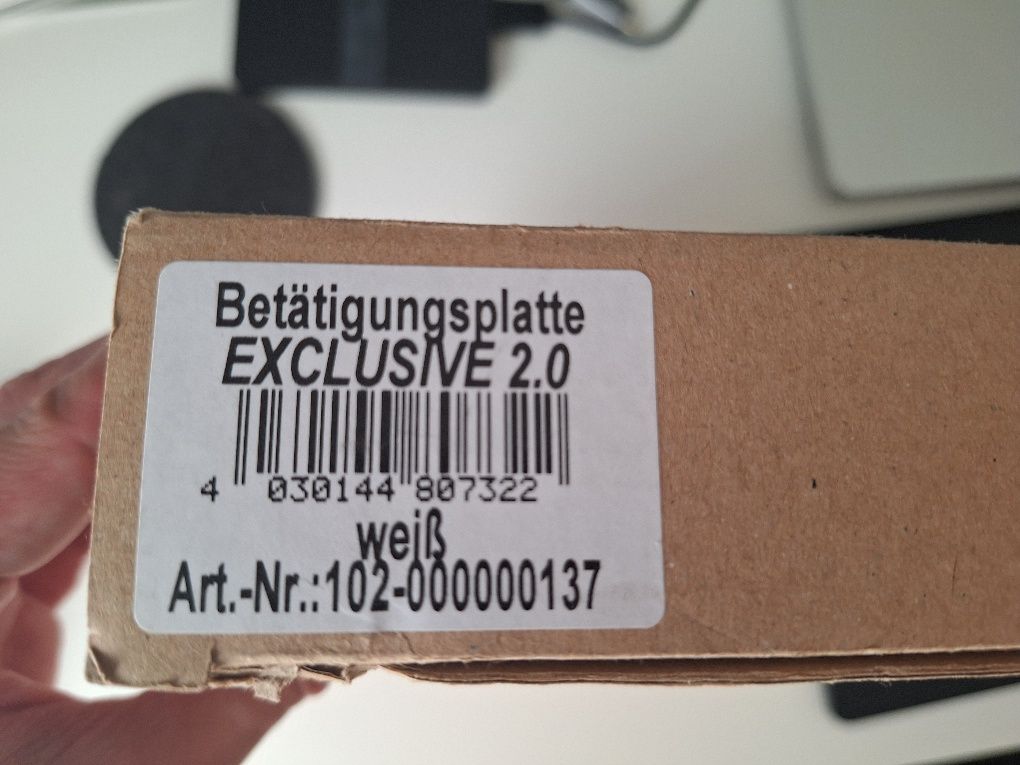 Betätigungsplatte
EXCLUSIVE 2.0
4 030144 807322
weiß
Art.-Nr.:102-000000137